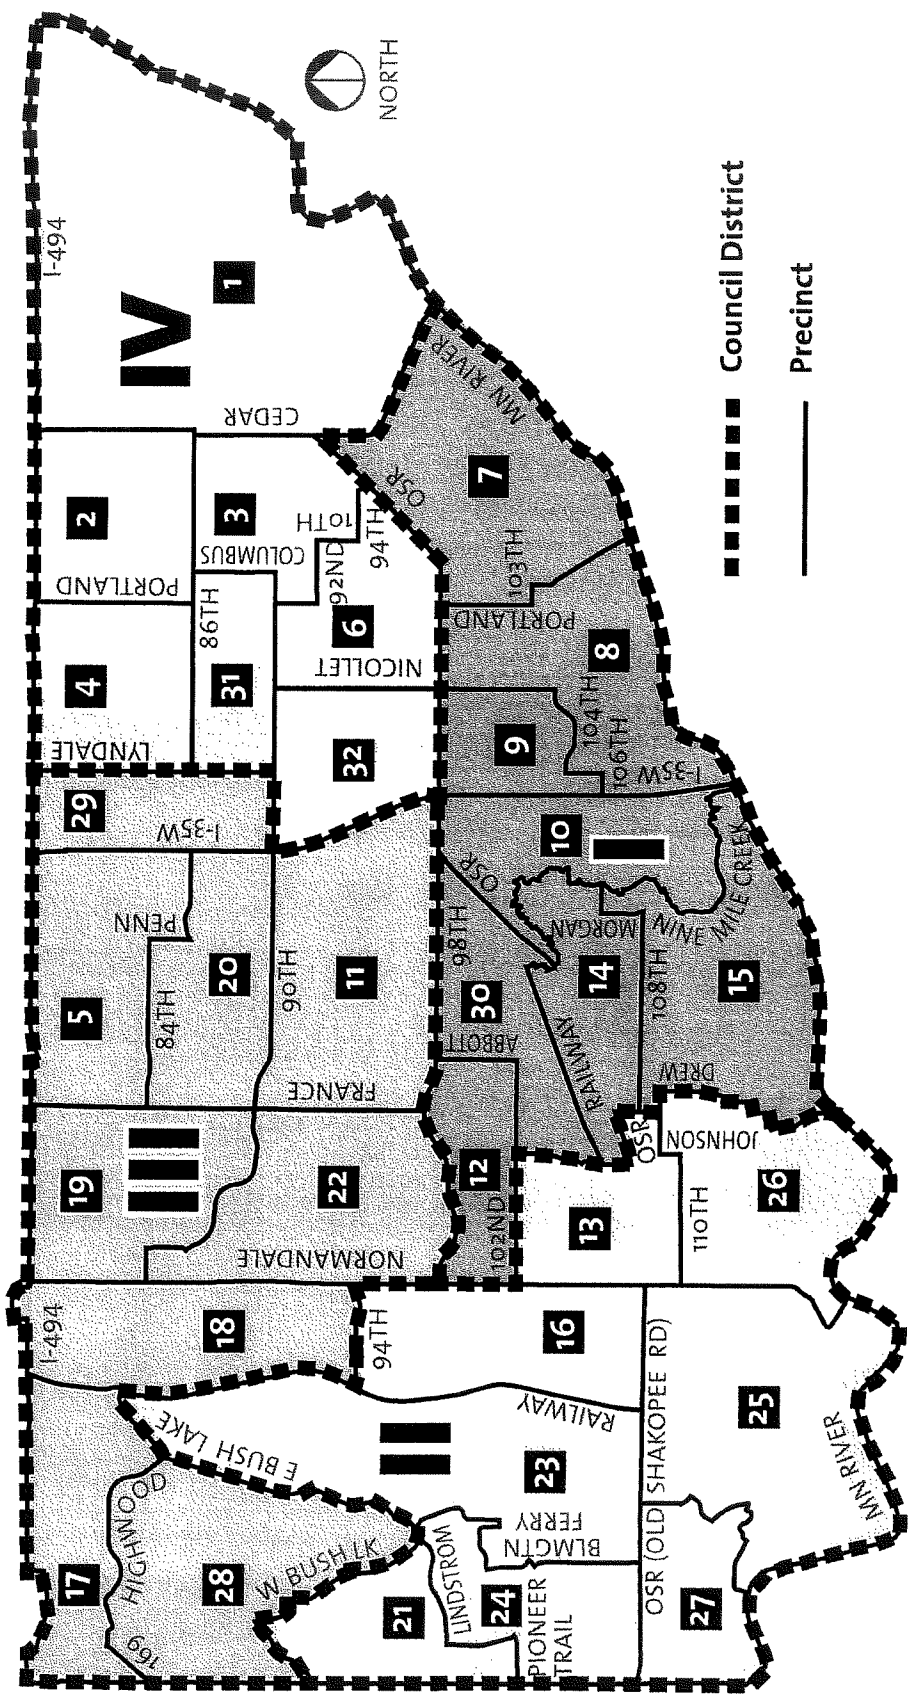 I-494
17
HIGHWOOD
169
28
W BUSH LK
E BUSH LAKE
I-494
18
94TH
19
III
22
NORMANDALE
FRANCE
5
84TH
PENN
20
90TH
11
I-35W
29
LYNDALE
4
PORTLAND
2
86TH
31
COLUMBUS
3
10TH
92ND
94TH
6
NICOLLET
32
CEDAR
IV
1
I-494
NORTH
21
LINDSTROM
24
PIONEER
TRAIL
BLMGTN
FERRY
23
II
RAILWAY
16
OSR (OLD SHAKOPEE RD)
27
25
MN RIVER
13
110TH
26
JOHNSON
OSR
12
102ND
ABBOTT
98TH
30
OSR
RAILWAY
14
MORGAN
108TH
DREW
15
NINE
MILE CREEK
10
I
I-35W
9
104TH
106TH
8
PORTLAND
103TH
7
OSR
MN RIVER
Council District
Precinct